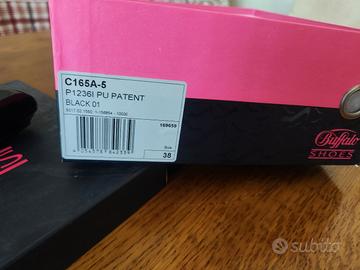 C165A-5
P1236I PU PATENT
BLACK 01
169659
Size
38
Buffalo
SHOES
subito